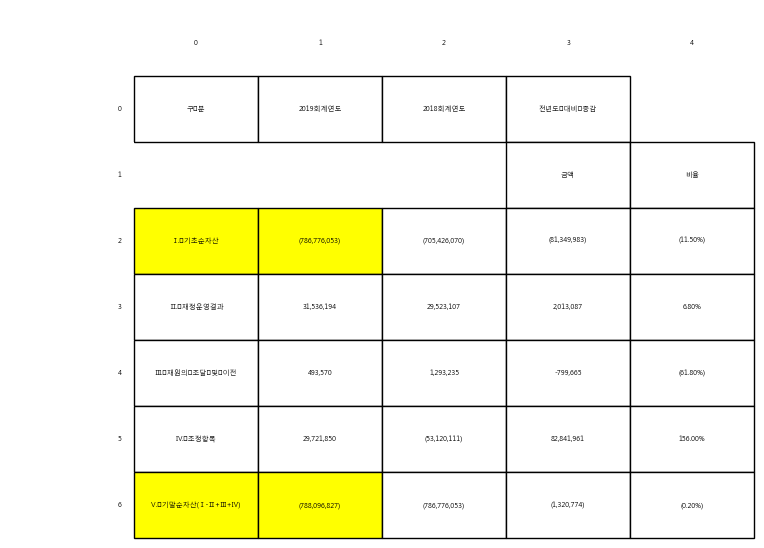 0 1 2 3 4
0 구□분 2019회계연도 2018회계연도 전년도□대비□증감
1 금액 비율
2 Ⅰ.□기초순자산 (786,776,053) (705,426,070) (81,349,983) (11.50%)
3 Ⅱ.□재정운영결과 31,536,194 29,523,107 2,013,087 6.80%
4 Ⅲ.□재원의□조달□및□이전 493,570 1,293,235 -799,665 (61.80%)
5 Ⅳ.□조정항목 29,721,850 (53,120,111) 82,841,961 156.00%
6 Ⅴ.□기말순자산(Ⅰ-Ⅱ+Ⅲ+Ⅳ) (788,096,827) (786,776,053) (1,320,774) (0.20%)